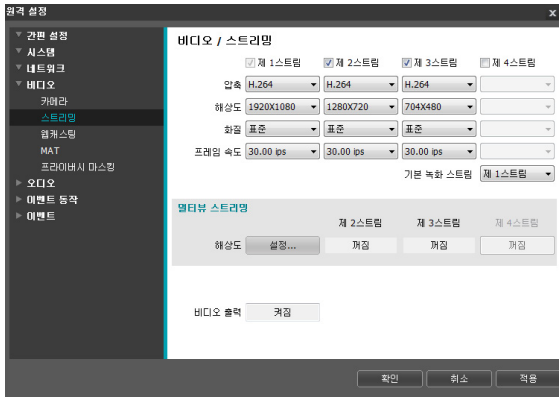 원격 설정
간편 설정
시스템
네트워크
비디오
카메라
스트리밍
웹캐스팅
MAT
프라이버시 마스킹
오디오
이벤트 동작
이벤트
비디오 / 스트리밍
제 1스트림 제 2스트림 제 3스트림 제 4스트림
압축 H.264 H.264 H.264
해상도 1920X1080 1280X720 704X480
화질 표준 표준 표준
프레임 속도 30.00 ips 30.00 ips 30.00 ips
기본 녹화 스트림 제 1스트림
멀티뷰 스트리밍
제 2스트림 제 3스트림 제 4스트림
해상도 설정... 꺼짐 꺼짐 꺼짐
비디오 출력 켜짐
확인 취소 적용